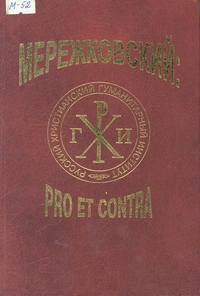 М-52
МЕРЕЖКОВСКИЙ:
РУССКИЙ ХРИСТИАНСКИЙ ГУМАНИТАРНЫЙ ИНСТИТУТ
Г И
PRO ET CONTRA